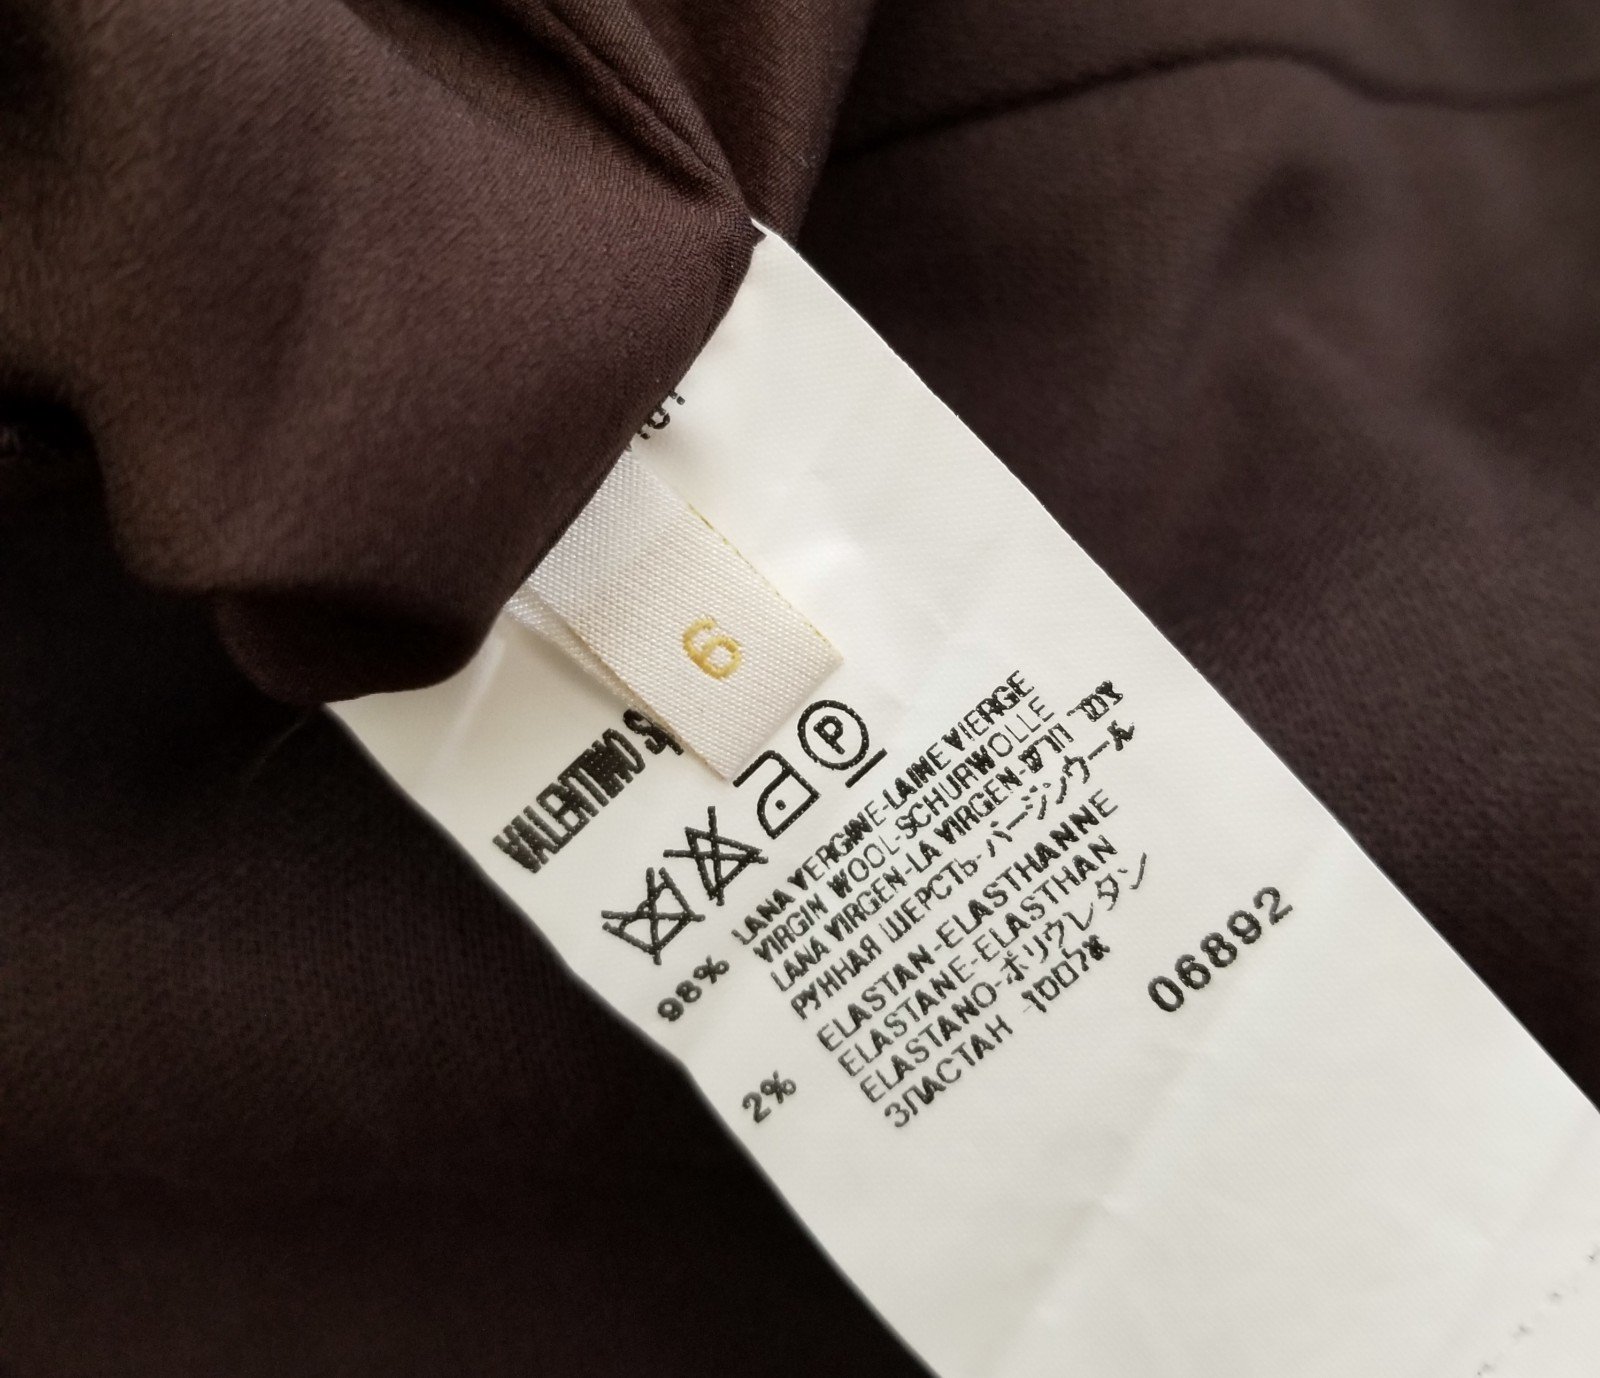 6
VALENTINO
98% LANA VERGINE-LAINE VIERGE
VIRGIN WOOL-SCHURWOLLE
LANA VIRGEN-LA VIRGEN-
РУННАЯ ШЕРСТЬ-バージンウール
2% ELASTAN-ELASTHANNE
ELASTANE-ELASTHAN
ELASTANO-ポリウレタン
ЭЛАСТАН
06892
P